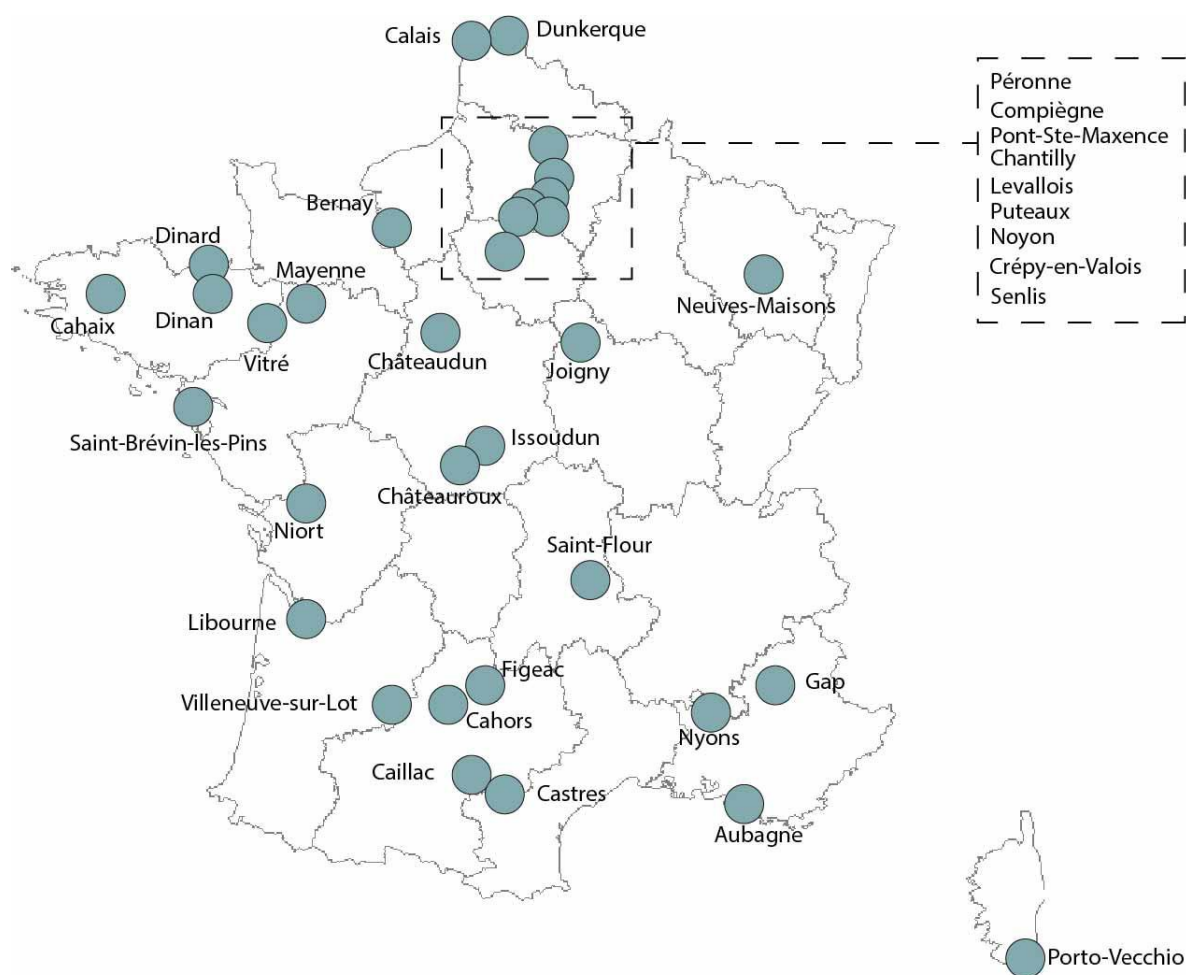 Calais
Dunkerque
Péronne
Compiègne
Pont-Ste-Maxence
Chantilly
Levallois
Puteaux
Noyon
Crépy-en-Valois
Senlis
Bernay
Dinard
Mayenne
Cahaix
Dinan
Vitré
Châteaudun
Joigny
Neuves-Maisons
Saint-Brévin-les-Pins
Issoudun
Châteauroux
Niort
Saint-Flour
Libourne
Figeac
Gap
Villeneuve-sur-Lot
Cahors
Nyons
Caillac
Castres
Aubagne
Porto-Vecchio